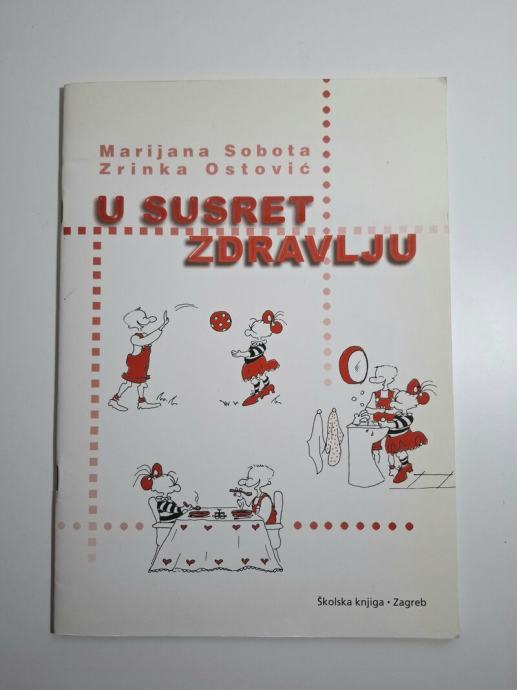 Marijana Sobota
Zrinka Ostović
U SUSRET
ZDRAVLJU
Školska knjiga • Zagreb